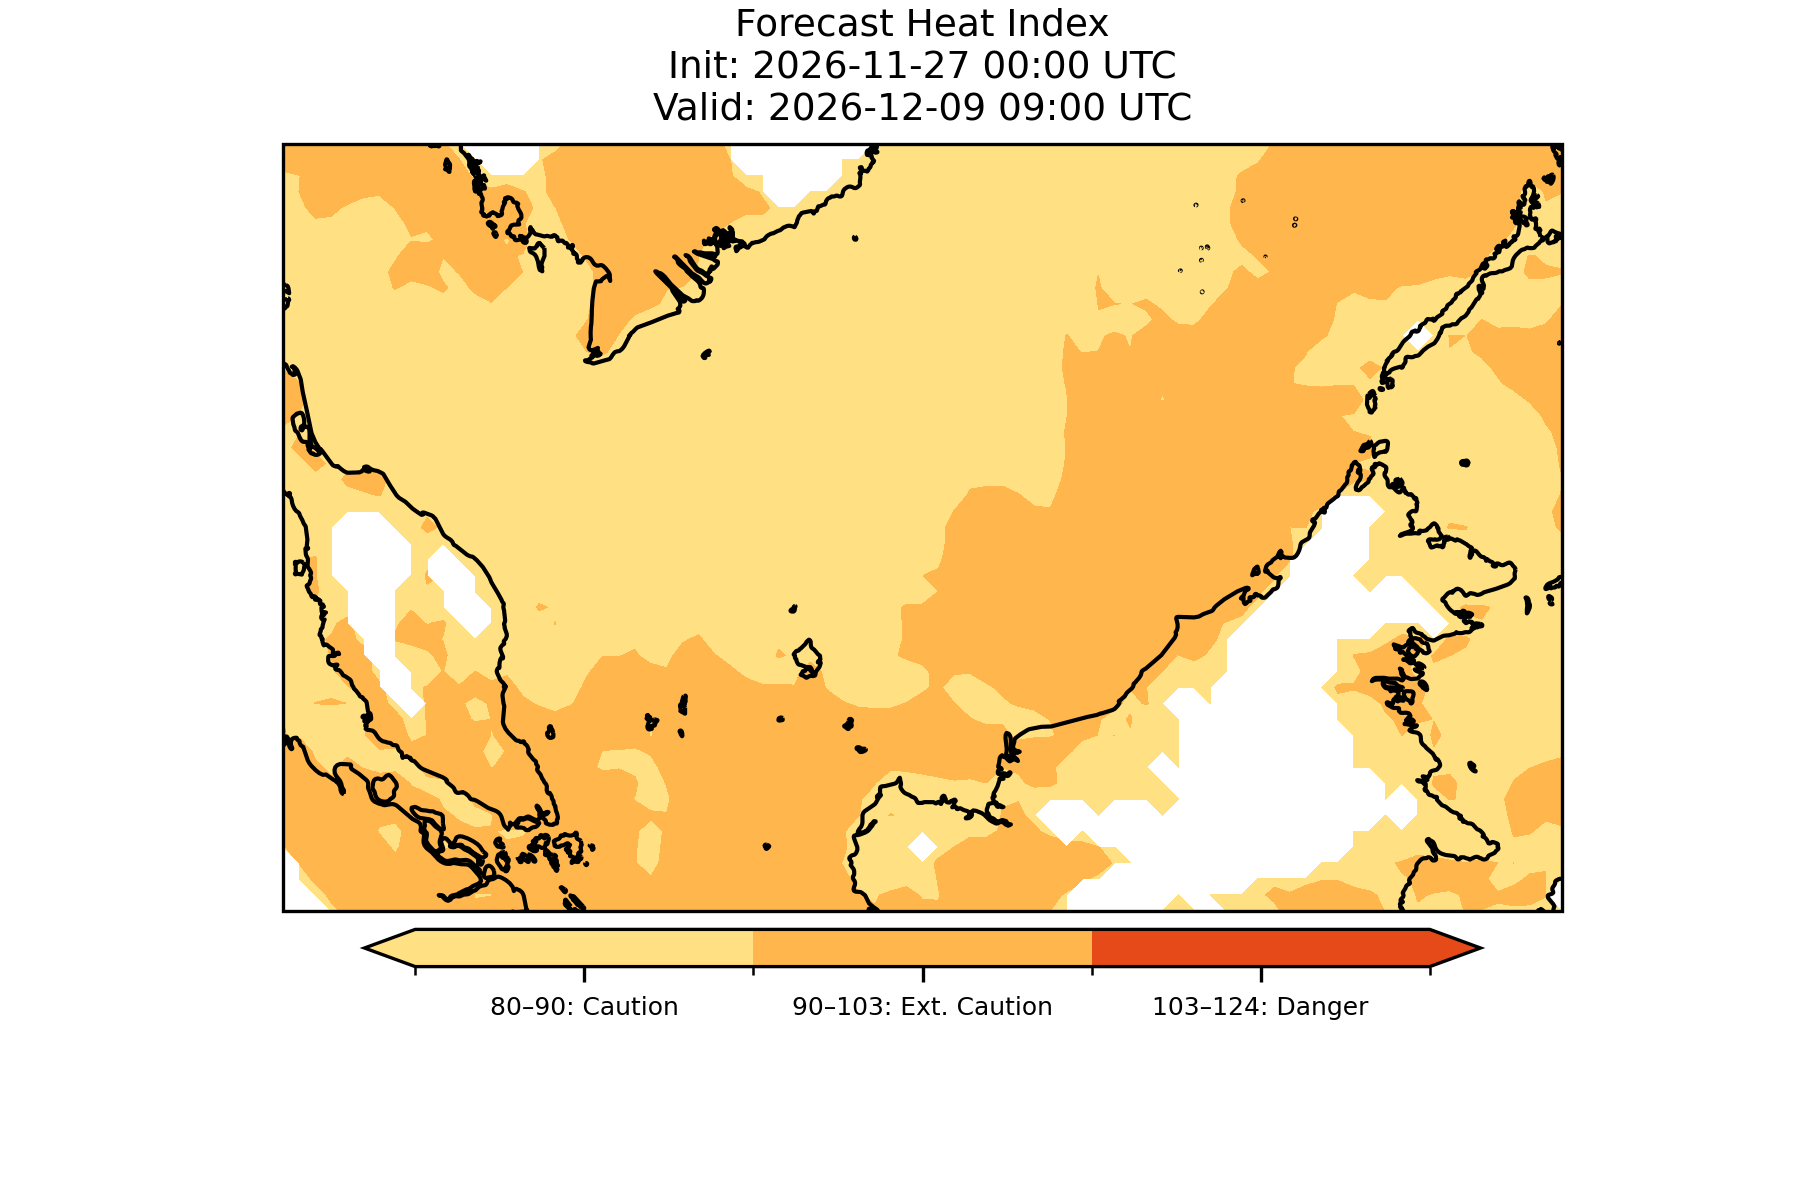 Forecast Heat Index
Init: 2026-11-27 00:00 UTC
Valid: 2026-12-09 09:00 UTC
80–90: Caution
90–103: Ext. Caution
103–124: Danger